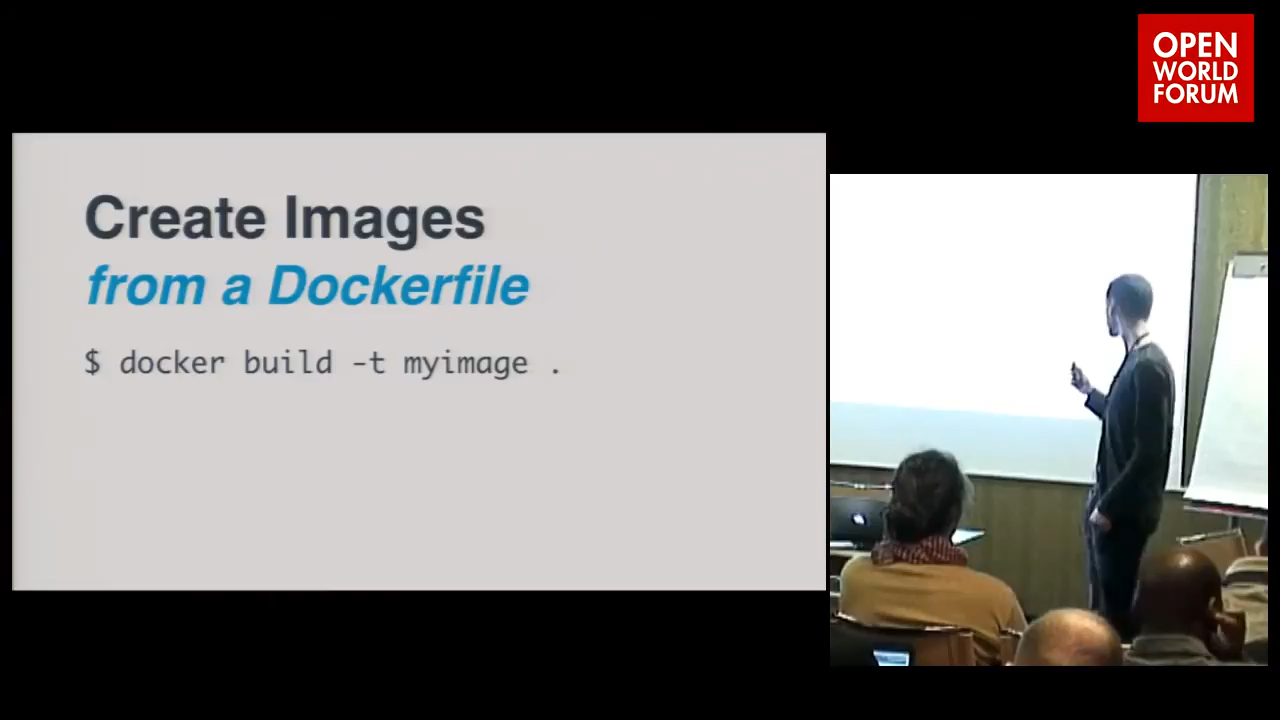 OPEN
WORLD
FORUM
Create Images
from a Dockerfile
$ docker build -t myimage .